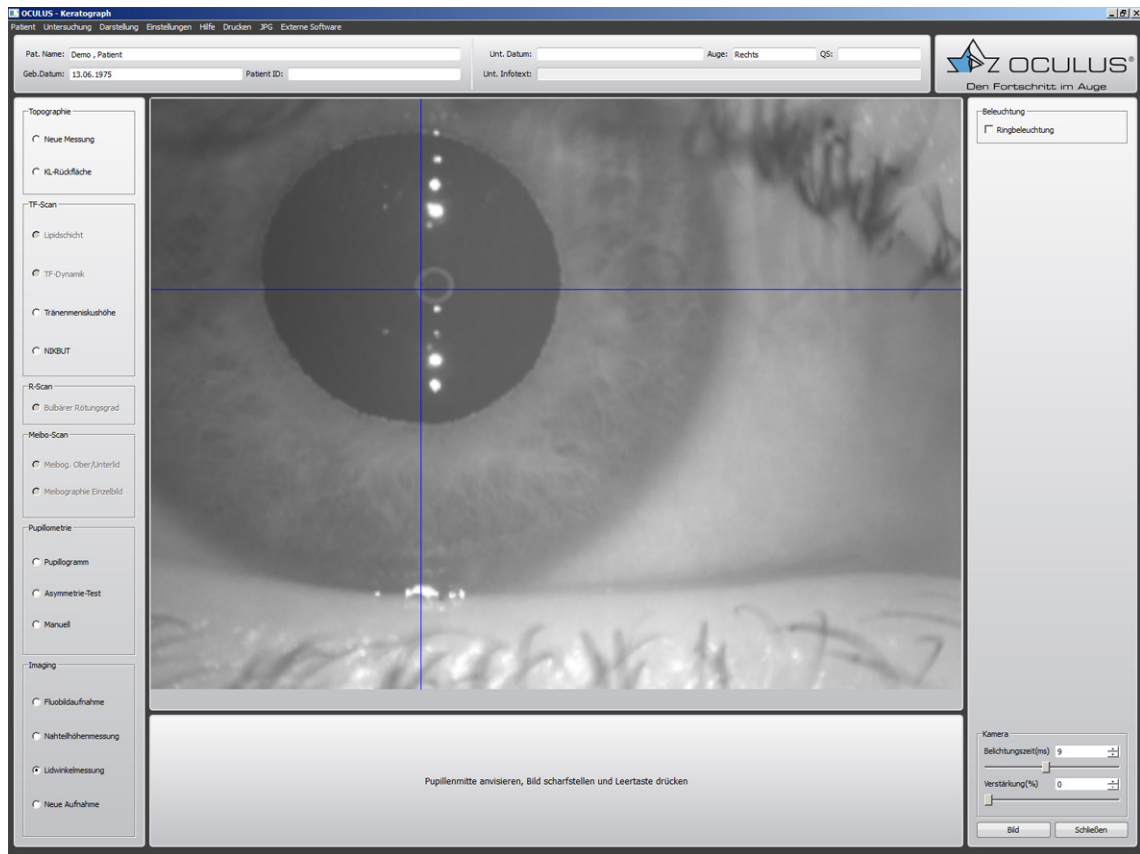 OCULUS - Keratograph
Patient Untersuchung Darstellung Einstellungen Hilfe Drucken JPG Externe Software
Pat. Name: Demo , Patient
Unt. Datum:
Auge: Rechts
QS:
Geb.Datum: 13.06.1975
Patient ID:
Unt. Infotext:
OCULUS®
Den Fortschritt im Auge
Topographie
Neue Messung
KL-Rückfläche
TF-Scan
Lipidschicht
TF-Dynamik
Tränenmeniskushöhe
NIKBUT
R-Scan
Bulbärer Rötungsgrad
Meibo-Scan
Meibog. Ober/Unterlid
Meibographie Einzelbild
Pupillometrie
Pupillogramm
Asymmetrie-Test
Manuell
Imaging
Fluobildaufnahme
Nahteilhöhenmessung
Lidwinkelmessung
Neue Aufnahme
Pupillenmitte anvisieren, Bild scharfstellen und Leertaste drücken
Beleuchtung
Ringbeleuchtung
Kamera
Belichtungszeit(ms) 9
Verstärkung(%) 0
Bild Schließen